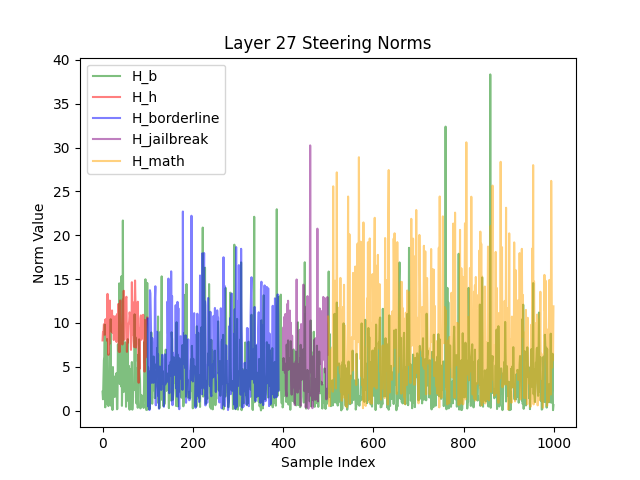 Layer 27 Steering Norms
40
35
30
25
20
15
10
5
0
Norm Value
H_b
H_h
H_borderline
H_jailbreak
H_math
0
200
400
600
800
1000
Sample Index